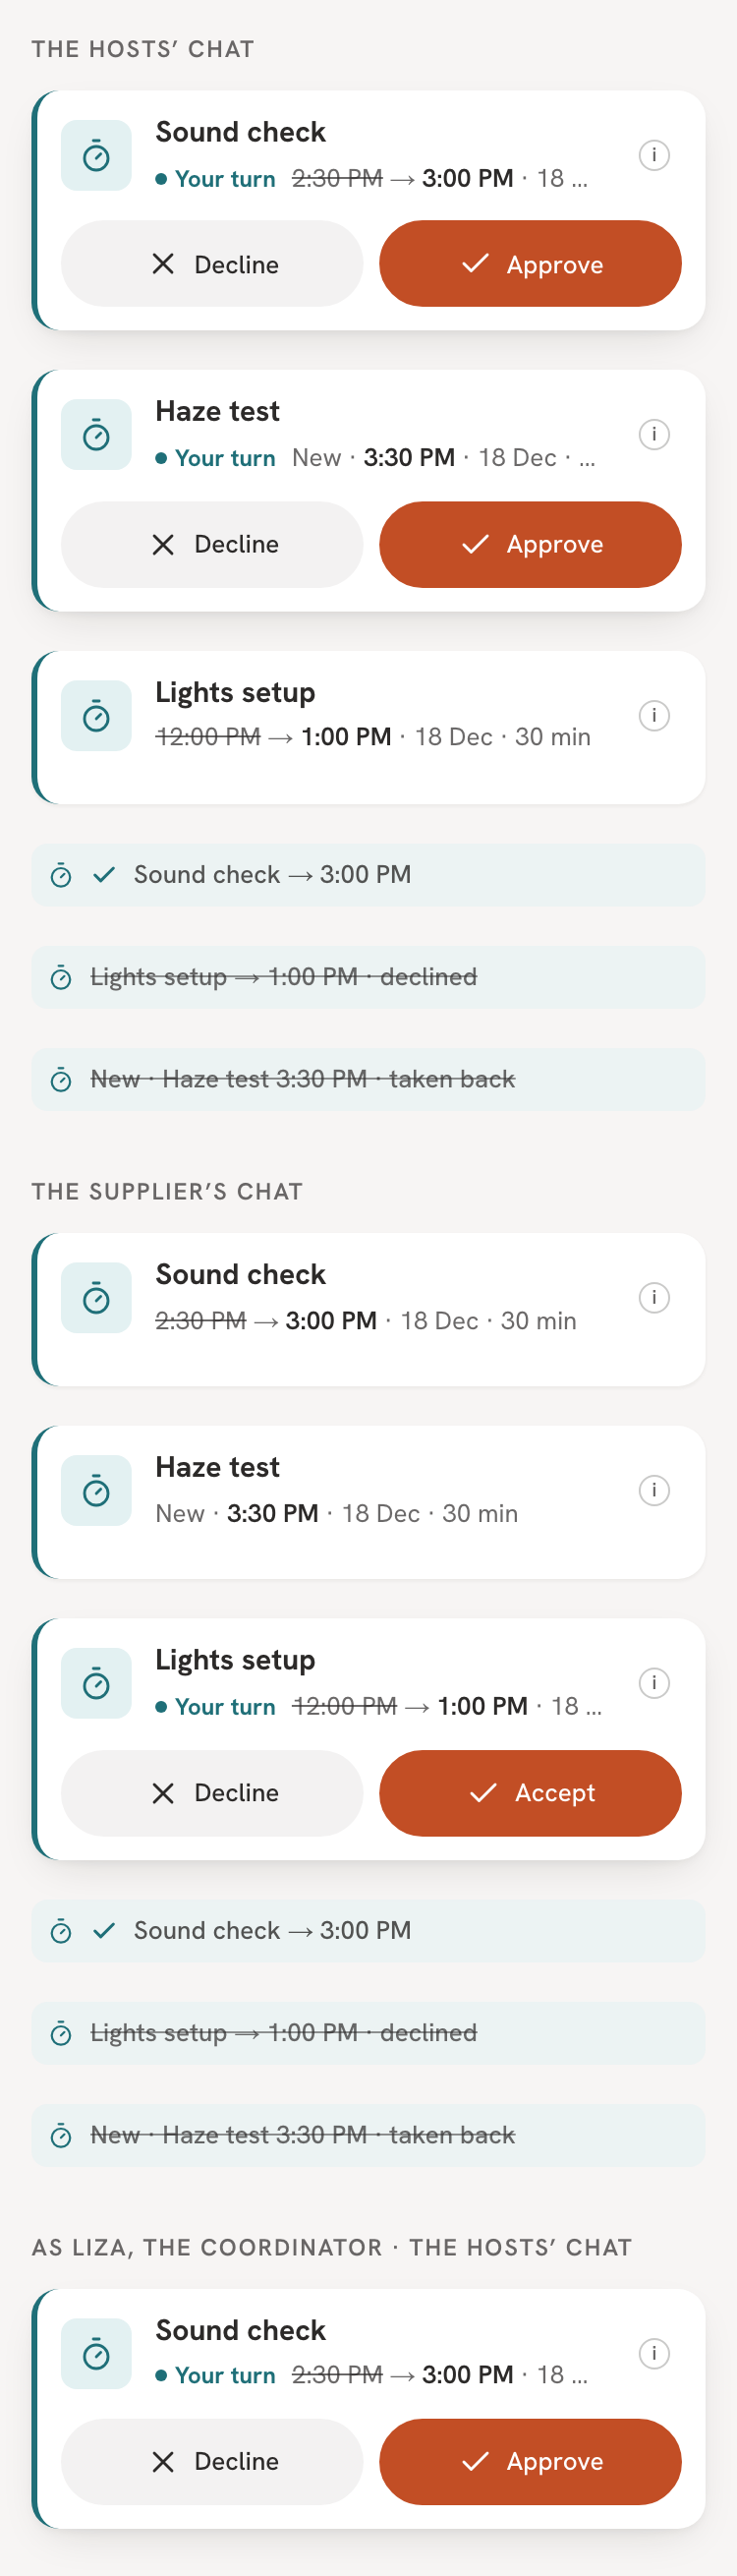 THE HOSTS’ CHAT
Sound check
Your turn 2:30 PM → 3:00 PM · 18 ...
i
Decline
Approve
Haze test
Your turn New · 3:30 PM · 18 Dec · ...
i
Decline
Approve
Lights setup
12:00 PM → 1:00 PM · 18 Dec · 30 min
i
Sound check → 3:00 PM
Lights setup → 1:00 PM · declined
New · Haze test 3:30 PM · taken back
THE SUPPLIER’S CHAT
Sound check
2:30 PM → 3:00 PM · 18 Dec · 30 min
i
Haze test
New · 3:30 PM · 18 Dec · 30 min
i
Lights setup
Your turn 12:00 PM → 1:00 PM · 18 ...
i
Decline
Accept
Sound check → 3:00 PM
Lights setup → 1:00 PM · declined
New · Haze test 3:30 PM · taken back
AS LIZA, THE COORDINATOR · THE HOSTS’ CHAT
Sound check
Your turn 2:30 PM → 3:00 PM · 18 ...
i
Decline
Approve